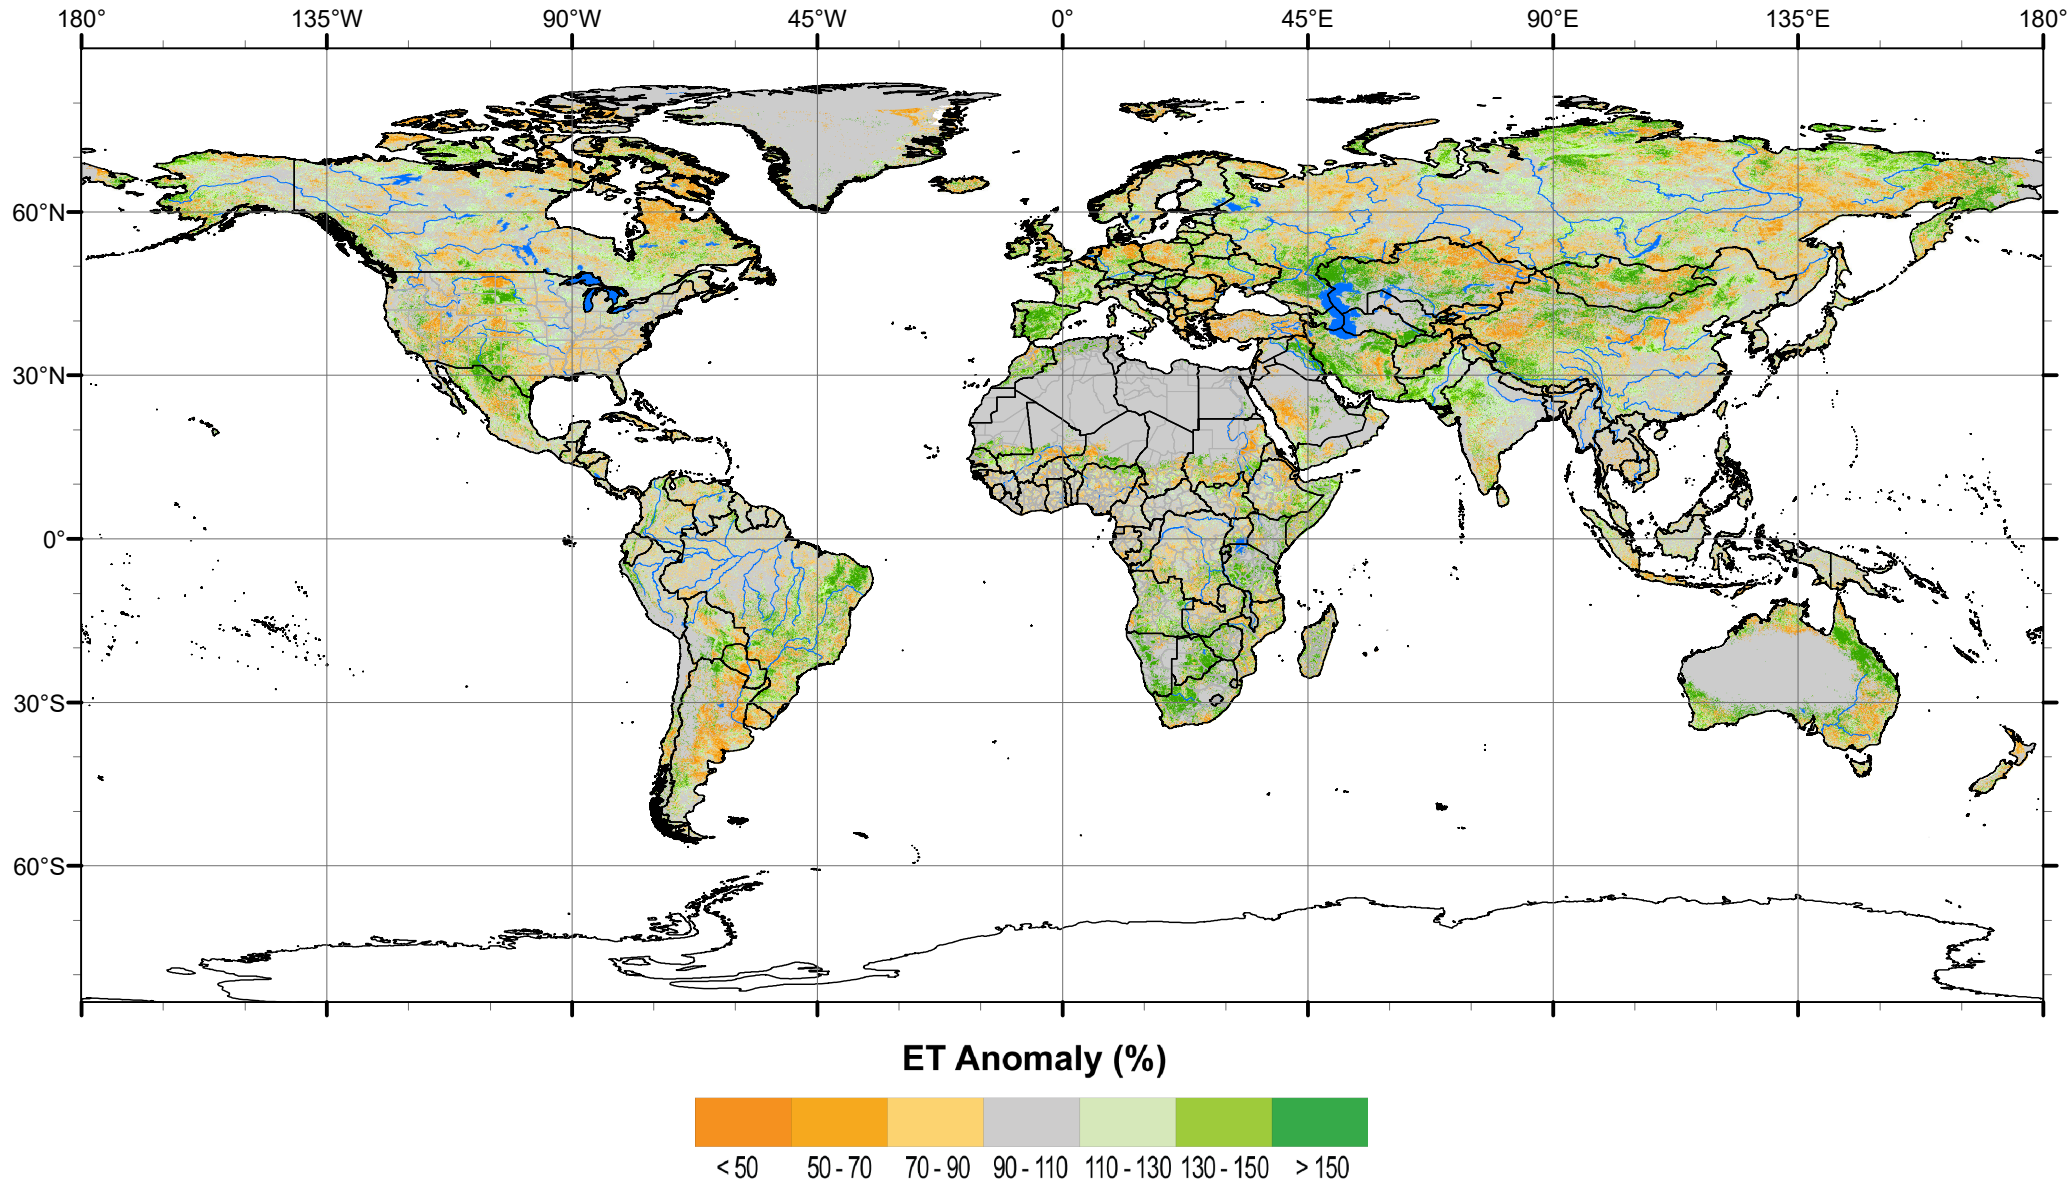 180° 135°W 90°W 45°W 0° 45°E 90°E 135°E 180°
60°N
30°N
0°
30°S
60°S
ET Anomaly (%)
< 50 50 - 70 70 - 90 90 - 110 110 - 130 130 - 150 > 150